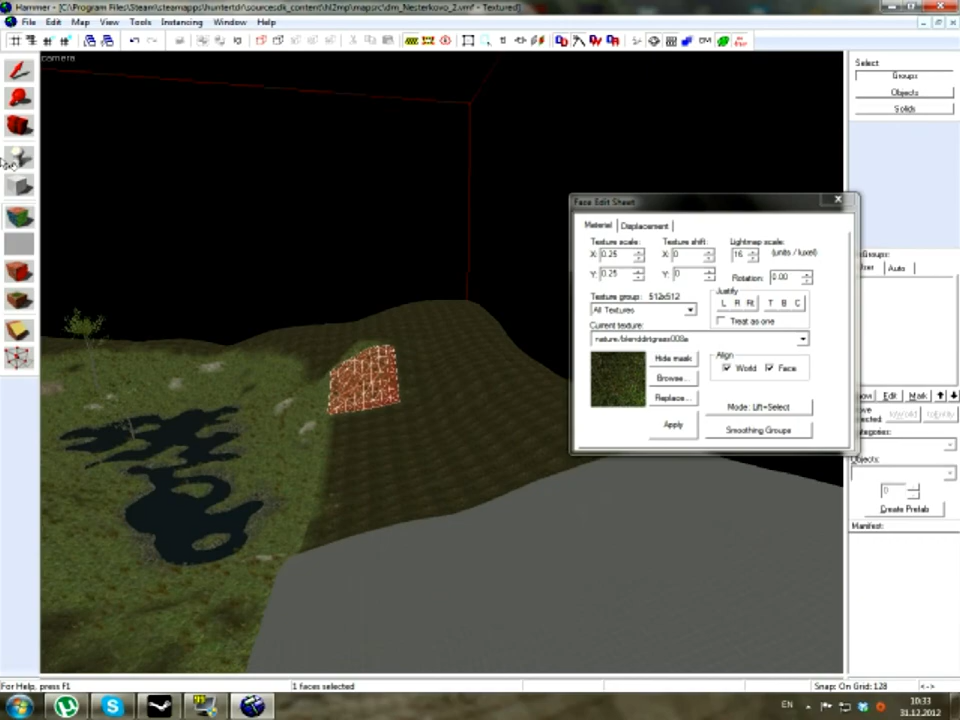 Hammer - [C:\Program Files\Steam\steamapps\huntertdr\sourcesdk_content\hl2mp\mapsrc\dm_Nesterkovo_2.vmf - Textured]
File Edit Map View Tools Instancing Window Help
camera
Select:
Groups
Objects
Solids
Face Edit Sheet
Material Displacement
Texture scale: Texture shift: Lightmap scale:
X: 0.25 X: 0 16 (units / luxel)
Y: 0.25 Y: 0 Rotation: 0.00
Texture group: 512x512 Justify
All Textures L R Fit T B C
Treat as one
Current texture:
nature/blenddirtgrass008a
Hide mask Align
World Face
Browse...
Replace...
Mode: Lift+Select
Apply
Smoothing Groups
Groups:
Auto
Edit Mark
Objects:
0
Create Prefab
Manifest:
For Help, press F1 1 faces selected Snap: On Grid: 128 <->
EN 10:33
31.12.2012